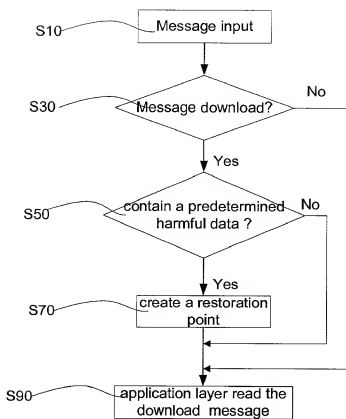 S10
Message input
S30
Message download?
No
Yes
S50
contain a predetermined
harmful data ?
No
Yes
S70
create a restoration
point
S90
application layer read the
download message